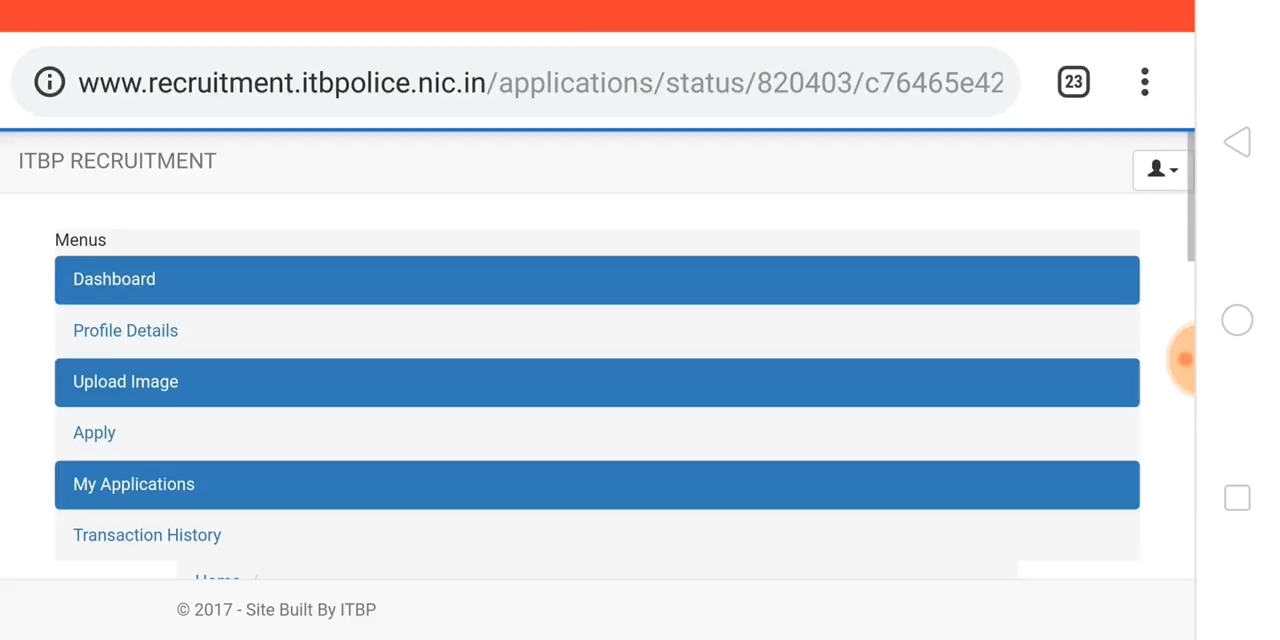 www.recruitment.itbpolice.nic.in/applications/status/820403/c76465e42
23
ITBP RECRUITMENT
Menus
Dashboard
Profile Details
Upload Image
Apply
My Applications
Transaction History
Home /
© 2017 - Site Built By ITBP